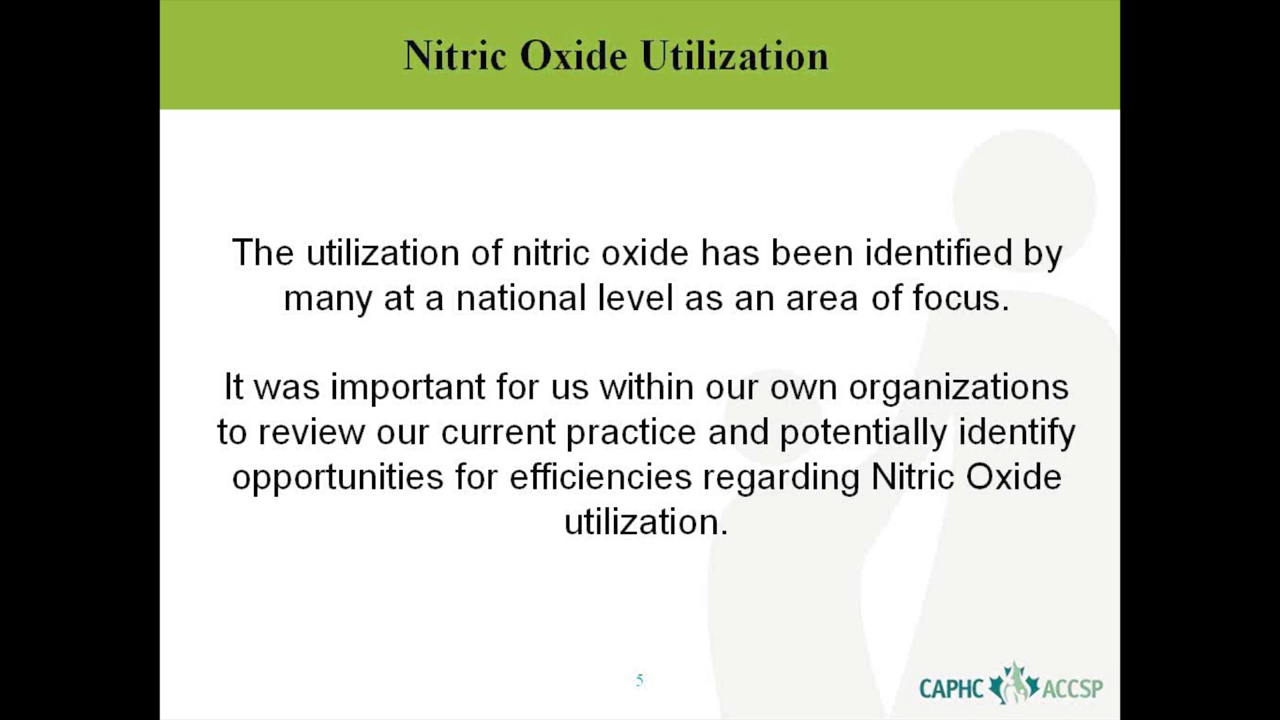 Nitric Oxide Utilization
The utilization of nitric oxide has been identified by
many at a national level as an area of focus.
It was important for us within our own organizations
to review our current practice and potentially identify
opportunities for efficiencies regarding Nitric Oxide
utilization.
5
CAPHC ACCSP